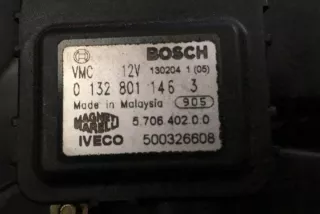 BOSCH
VMC 12V 130204 1 (05)
0 132 801 146 3
Made in Malaysia 905
MAGNETI MARELLI 5.706.402.0.0
IVECO 500326608